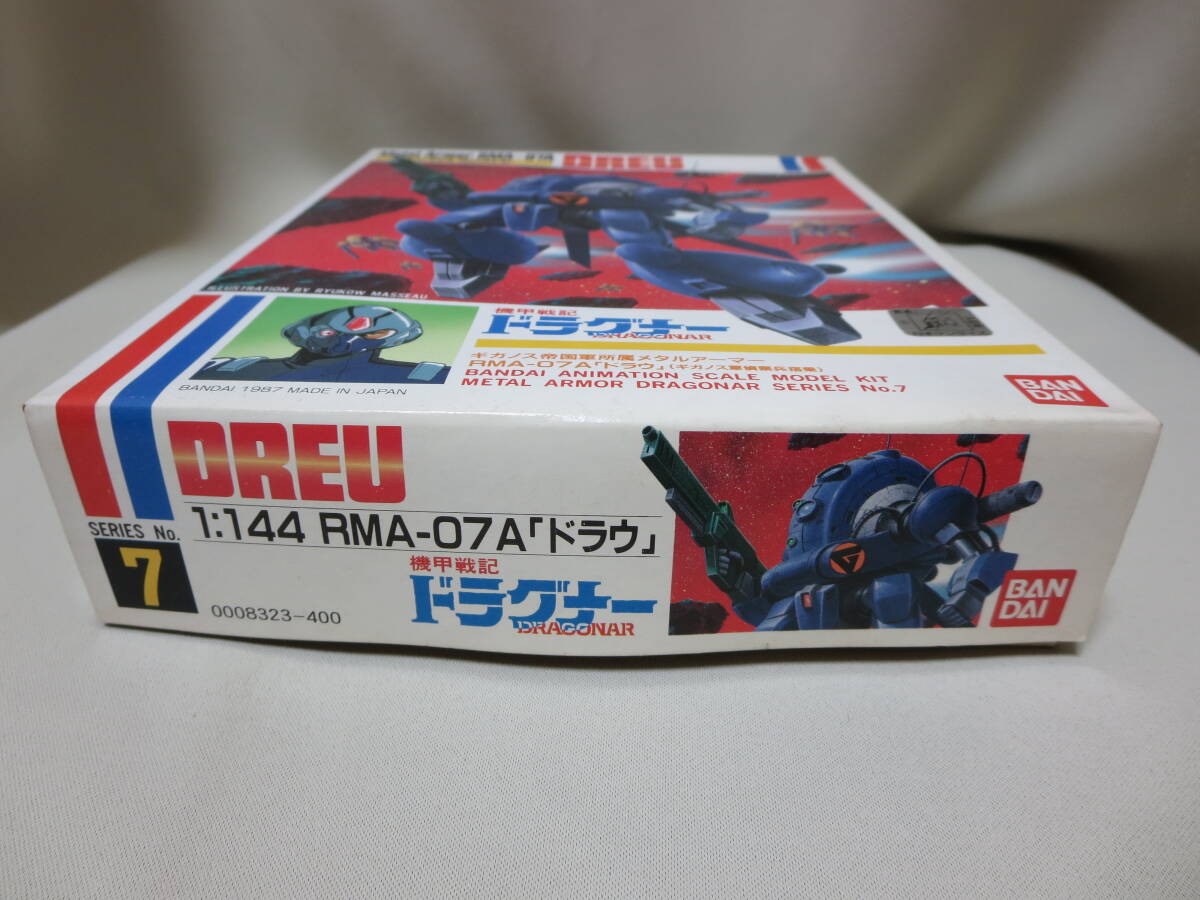 Metal Armor RMA-07A DREU
ILLUSTRATION BY RYUKOW MASSEAU
機甲戦記
ドラグナー
DRAGONAR
ギガノス帝国軍所属メタルアーマー
RMA-07A「ドラウ」
BANDAI ANIMATION SCALE MODEL KIT
METAL ARMOR DRAGONAR SERIES No.7
BANDAI 1987 MADE IN JAPAN
BAN
DAI
DREU
1:144 RMA-07A「ドラウ」
SERIES No.
7
機甲戦記
ドラグナー
DRAGONAR
0008323-400
BAN
DAI